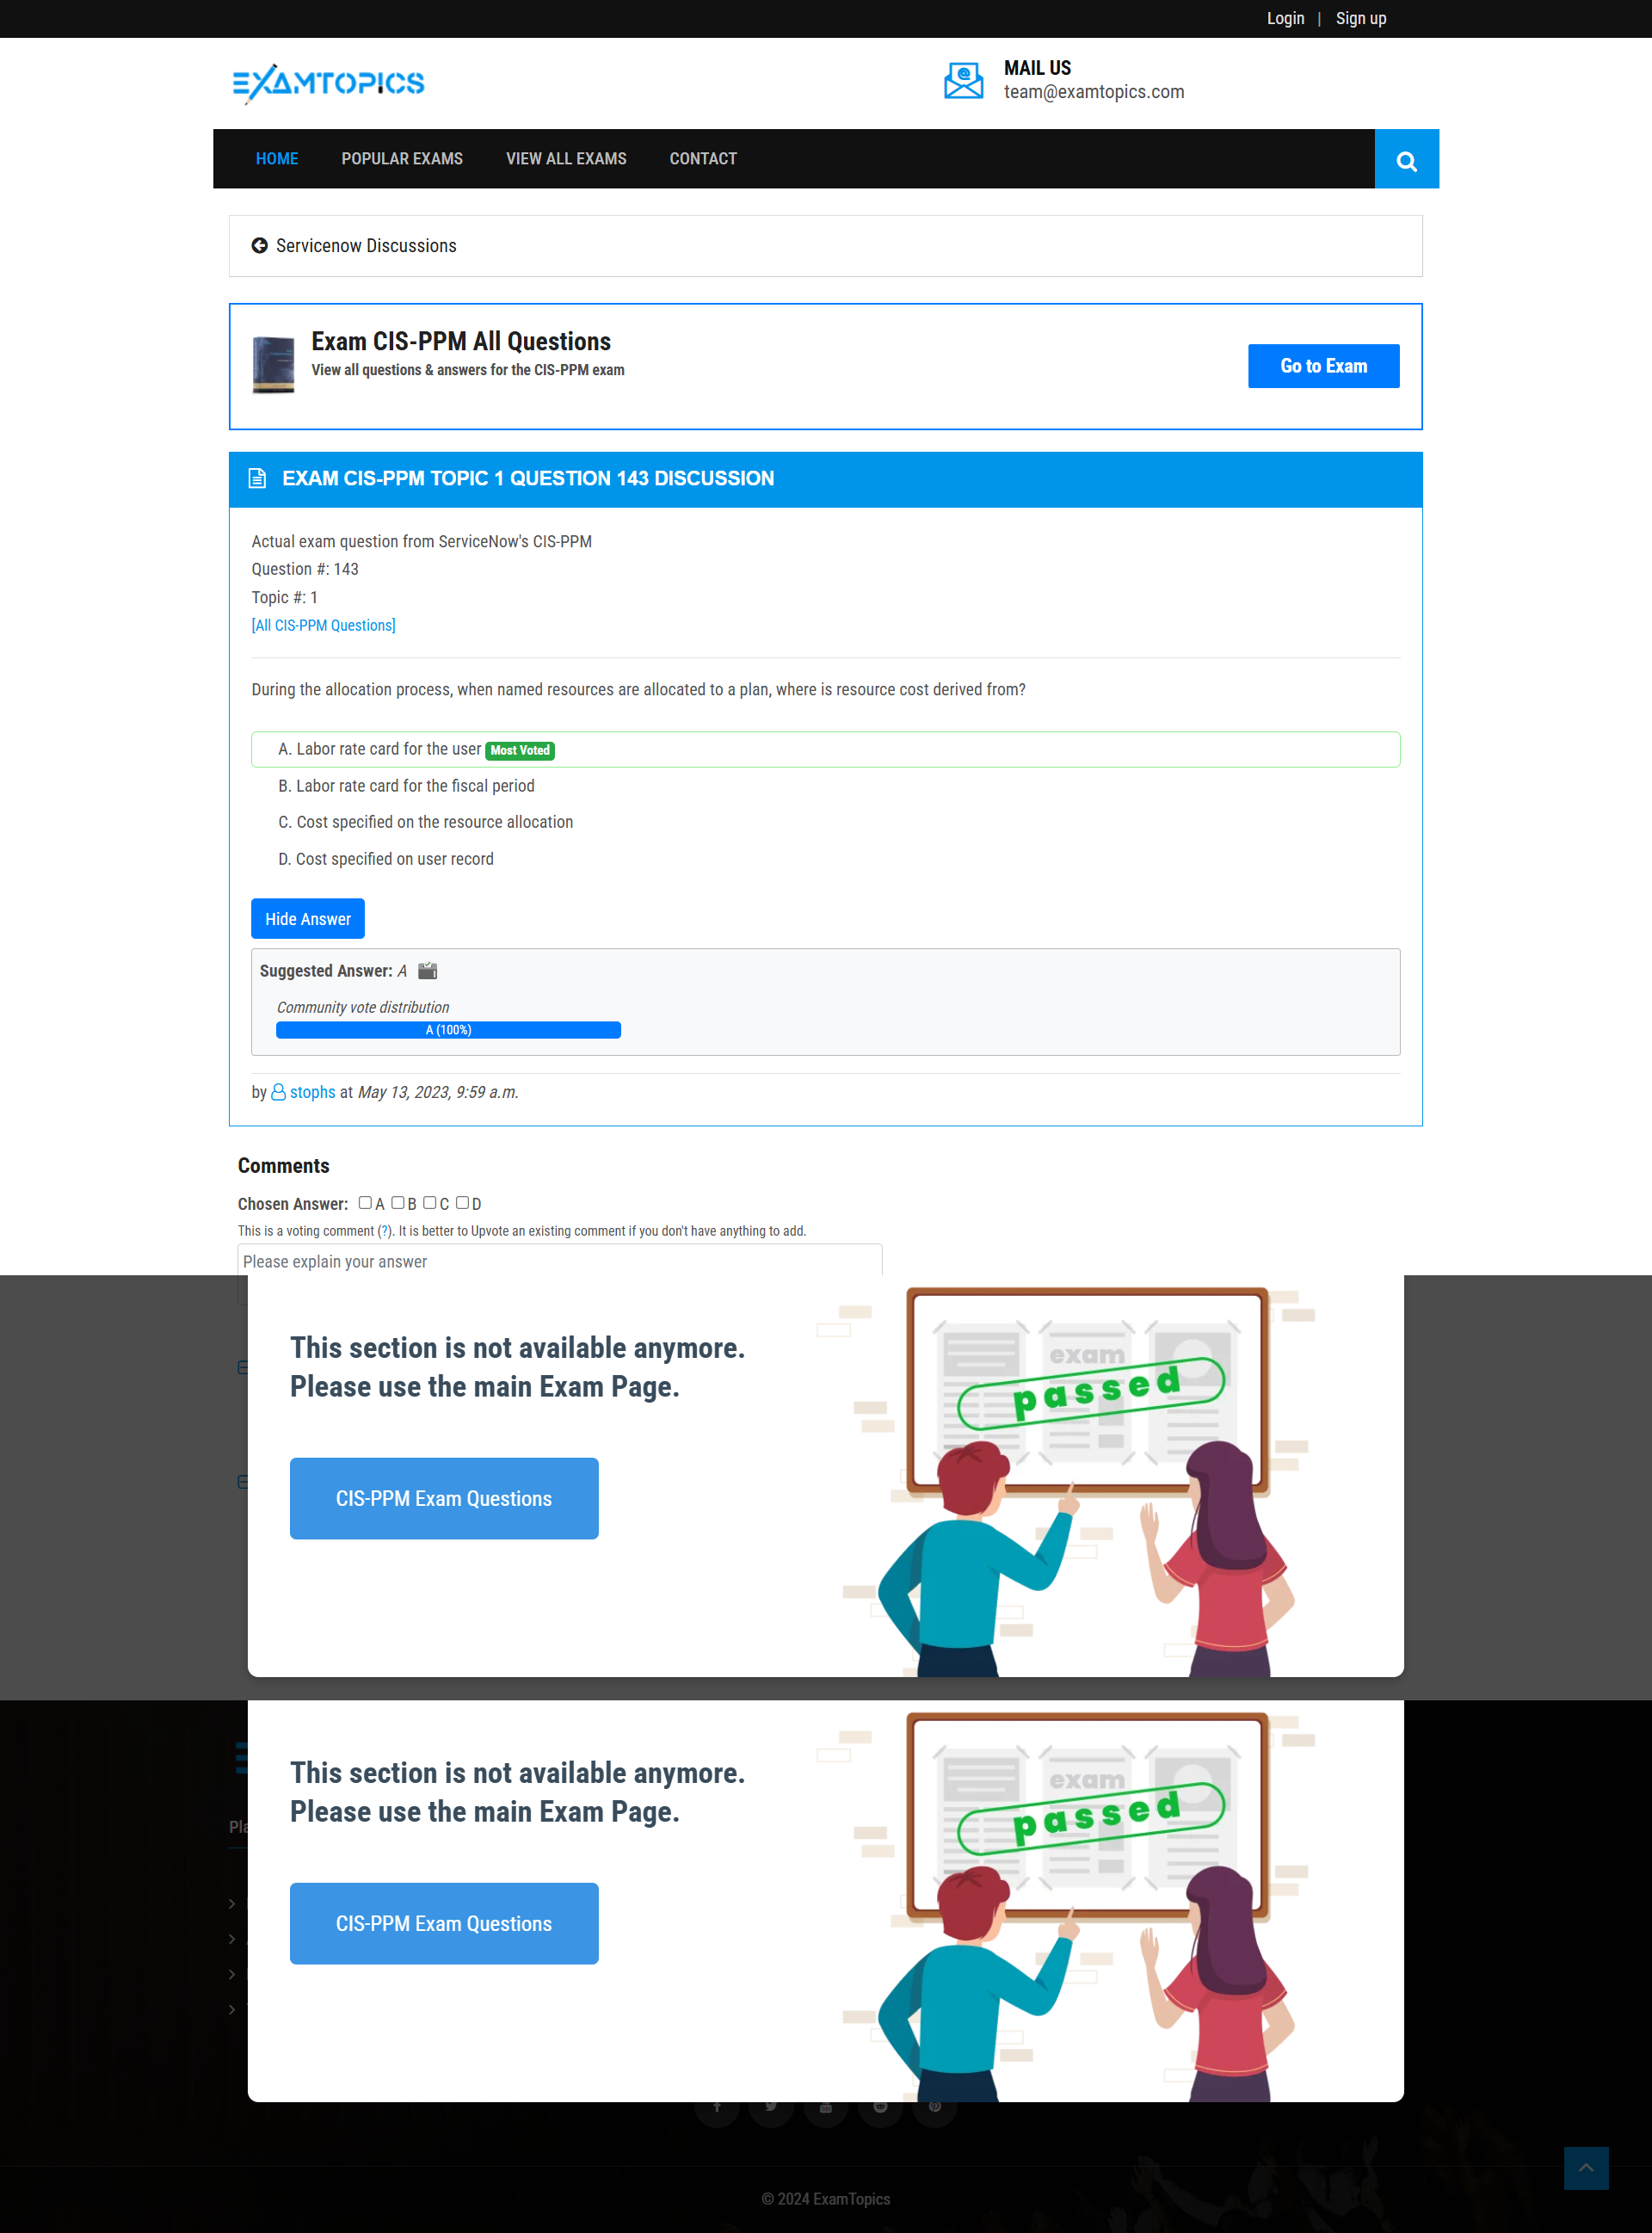 Login | Sign up
EXAMTOPICS
MAIL US
team@examtopics.com
HOME POPULAR EXAMS VIEW ALL EXAMS CONTACT
Servicenow Discussions
Exam CIS-PPM All Questions
View all questions & answers for the CIS-PPM exam
Go to Exam
EXAM CIS-PPM TOPIC 1 QUESTION 143 DISCUSSION
Actual exam question from ServiceNow's CIS-PPM
Question #: 143
Topic #: 1
[All CIS-PPM Questions]
During the allocation process, when named resources are allocated to a plan, where is resource cost derived from?
A. Labor rate card for the user Most Voted
B. Labor rate card for the fiscal period
C. Cost specified on the resource allocation
D. Cost specified on user record
Hide Answer
Suggested Answer: A
Community vote distribution
A (100%)
by stophs at May 13, 2023, 9:59 a.m.
Comments
Chosen Answer: A B C D
This is a voting comment (?). It is better to Upvote an existing comment if you don't have anything to add.
Please explain your answer
This section is not available anymore.
Please use the main Exam Page.
CIS-PPM Exam Questions
exam
passed
This section is not available anymore.
Please use the main Exam Page.
CIS-PPM Exam Questions
exam
passed
© 2024 ExamTopics